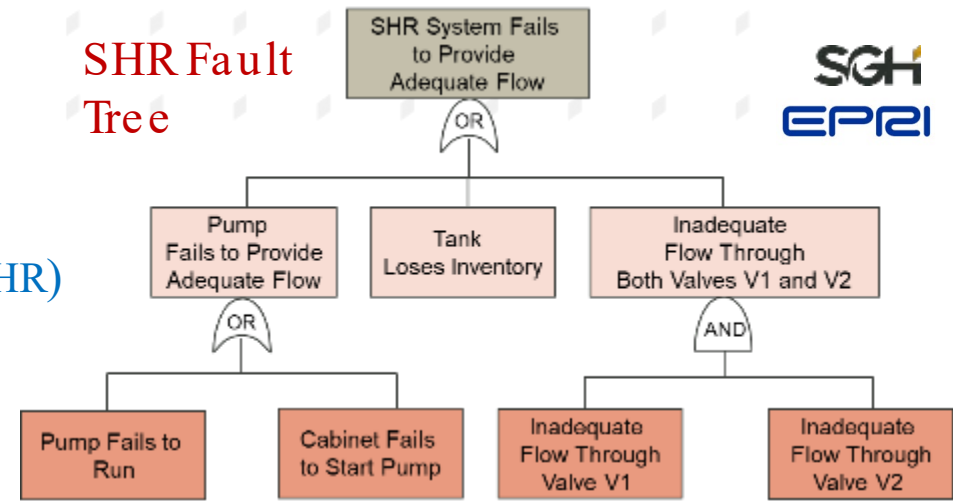 SHR Fault
Tree
SHR System Fails
to Provide
Adequate Flow
SGH
EPRI
OR
Pump
Fails to Provide
Adequate Flow
Tank
Loses Inventory
Inadequate
Flow Through
Both Valves V1 and V2
HR)
OR
AND
Pump Fails to
Run
Cabinet Fails
to Start Pump
Inadequate
Flow Through
Valve V1
Inadequate
Flow Through
Valve V2